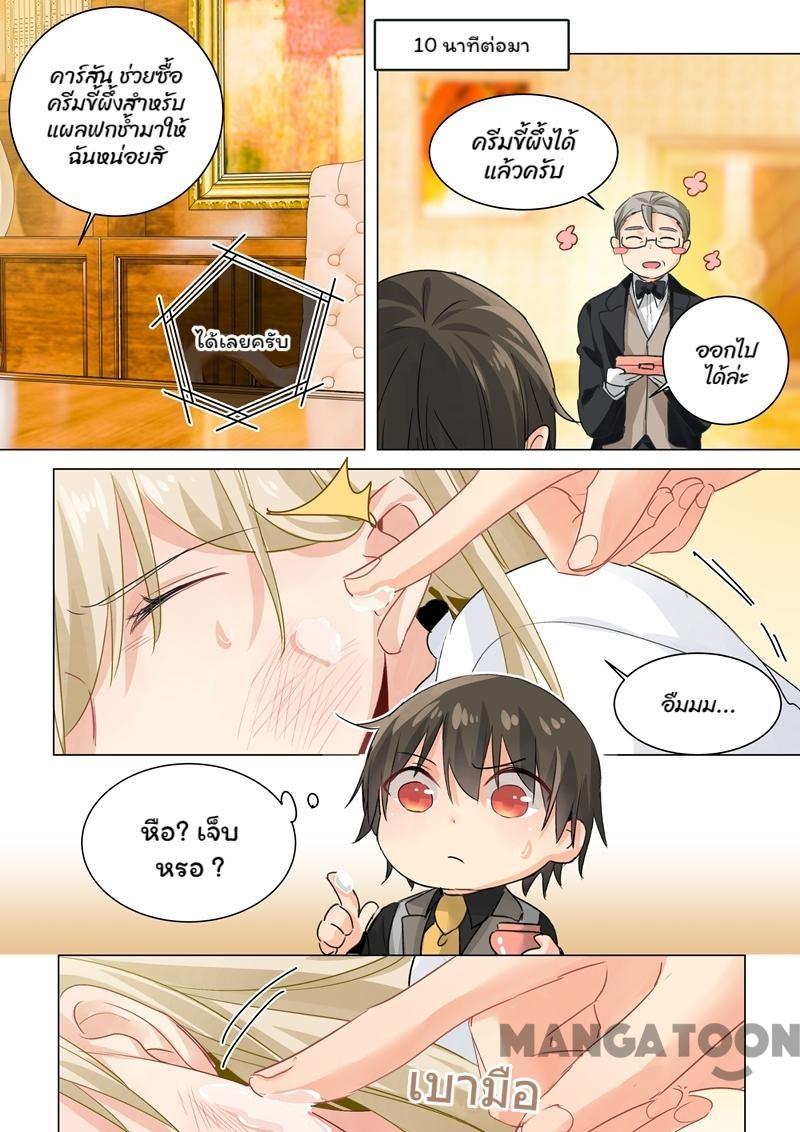 คาร์สัน ช่วยซื้อ
ครีมขี้ผึ้งสำหรับ
แผลฟกช้ำมาให้
ฉันหน่อยสิ
ได้เลยครับ
10 นาทีต่อมา
ครีมขี้ผึ้งได้
แล้วครับ
ออกไป
ได้ล่ะ
อืมมม...
หือ? เจ็บ
หรอ ?
เบามือ
MANGATOON